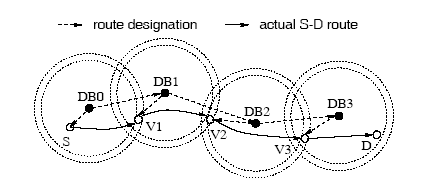 route designation actual S-D route
DB0 DB1 DB2 DB3
S V1 V2 V3 D